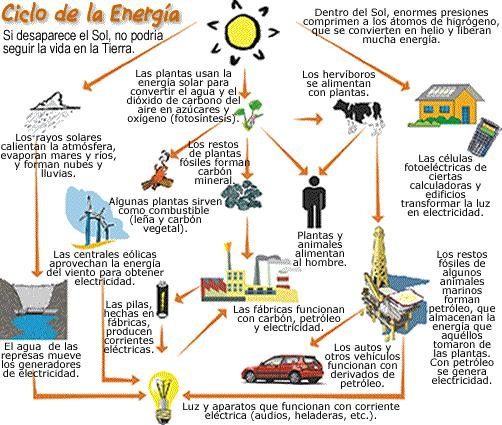 Ciclo de la Energía
Si desaparece el Sol, no podría
seguir la vida en la Tierra.
Dentro del Sol, enormes presiones
comprimen a los átomos de higrógeno,
que se convierten en helio y liberan
mucha energía.
Las plantas usan la
energía solar para
convertir el agua y el
dióxido de carbono del
aire en azúcares y
oxígeno (fotosíntesis).
Los hervíboros
se alimentan
con plantas.
Los rayos solares
calientan la atmósfera,
evaporan mares y ríos,
y forman nubes y
lluvias.
Los restos
de plantas
fósiles forman
carbón
mineral.
Las células
fotoeléctricas de
ciertas
calculadoras y
edificios
transformar la luz
en electricidad.
Algunas plantas sirven
como combustible
(leña y carbón
vegetal).
Plantas y
animales
alimentan
al hombre.
Las centrales eólicas
aprovechan la energía
del viento para obtener
electricidad.
Los restos
fósiles de
algunos
animales
marinos
forman
petróleo, que
almacenan la
energía que
aquéllos
tomaron de
las plantas.
Con petróleo
se genera
electricidad.
Las pilas,
hechas en
fábricas,
producen
corrientes
eléctricas.
Las fábricas funcionan
con carbón, petróleo
y electricidad.
El agua de las
represas mueve
los generadores
de electricidad.
Los autos y
otros vehículos
funcionan con
derivados de
petróleo.
Luz y aparatos que funcionan con corriente
eléctrica (audios, heladeras, etc.).